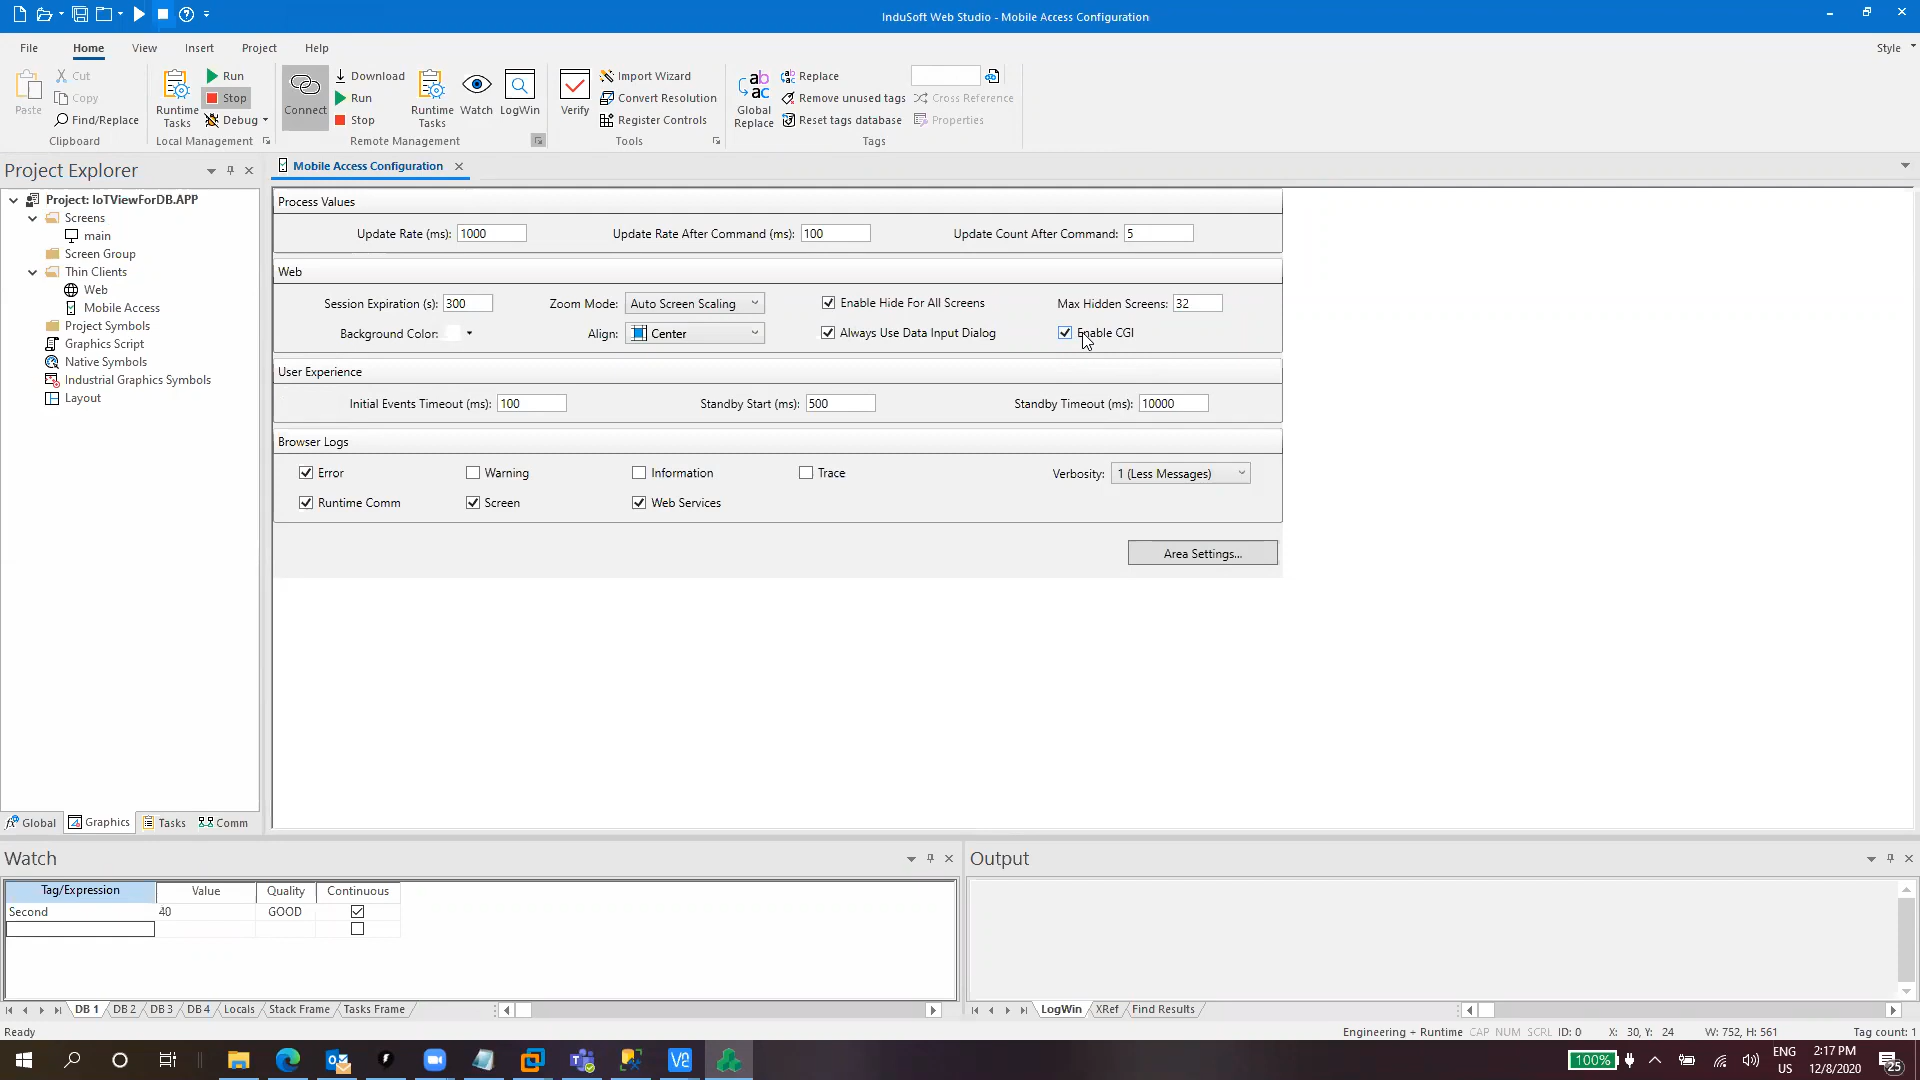 InduSoft Web Studio - Mobile Access Configuration
File Home View Insert Project Help Style
Paste Cut Copy Find/Replace Clipboard
Runtime Tasks Run Stop Debug Local Management
Connect Download Run Stop Runtime Tasks Watch LogWin Remote Management
Verify Import Wizard Convert Resolution Register Controls Tools
Global Replace Replace Remove unused tags Reset tags database Cross Reference Properties Tags
Project Explorer
Mobile Access Configuration
Project: IoTViewForDB.APP
Screens
main
Screen Group
Thin Clients
Web
Mobile Access
Project Symbols
Graphics Script
Native Symbols
Industrial Graphics Symbols
Layout
Global Graphics Tasks Comm
Process Values
Update Rate (ms): 1000 Update Rate After Command (ms): 100 Update Count After Command: 5
Web
Session Expiration (s): 300 Zoom Mode: Auto Screen Scaling Enable Hide For All Screens Max Hidden Screens: 32
Background Color: Align: Center Always Use Data Input Dialog Enable CGI
User Experience
Initial Events Timeout (ms): 100 Standby Start (ms): 500 Standby Timeout (ms): 10000
Browser Logs
Error Warning Information Trace Verbosity: 1 (Less Messages)
Runtime Comm Screen Web Services
Area Settings...
Watch
Tag/Expression Value Quality Continuous
Second 40 GOOD
DB 1 DB 2 DB 3 DB 4 Locals Stack Frame Tasks Frame
Output
LogWin XRef Find Results
Ready Engineering + Runtime CAP NUM SCRL ID: 0 X: 30, Y: 24 W: 752, H: 561 Tag count: 1
100% ENG US 2:17 PM 12/8/2020 25